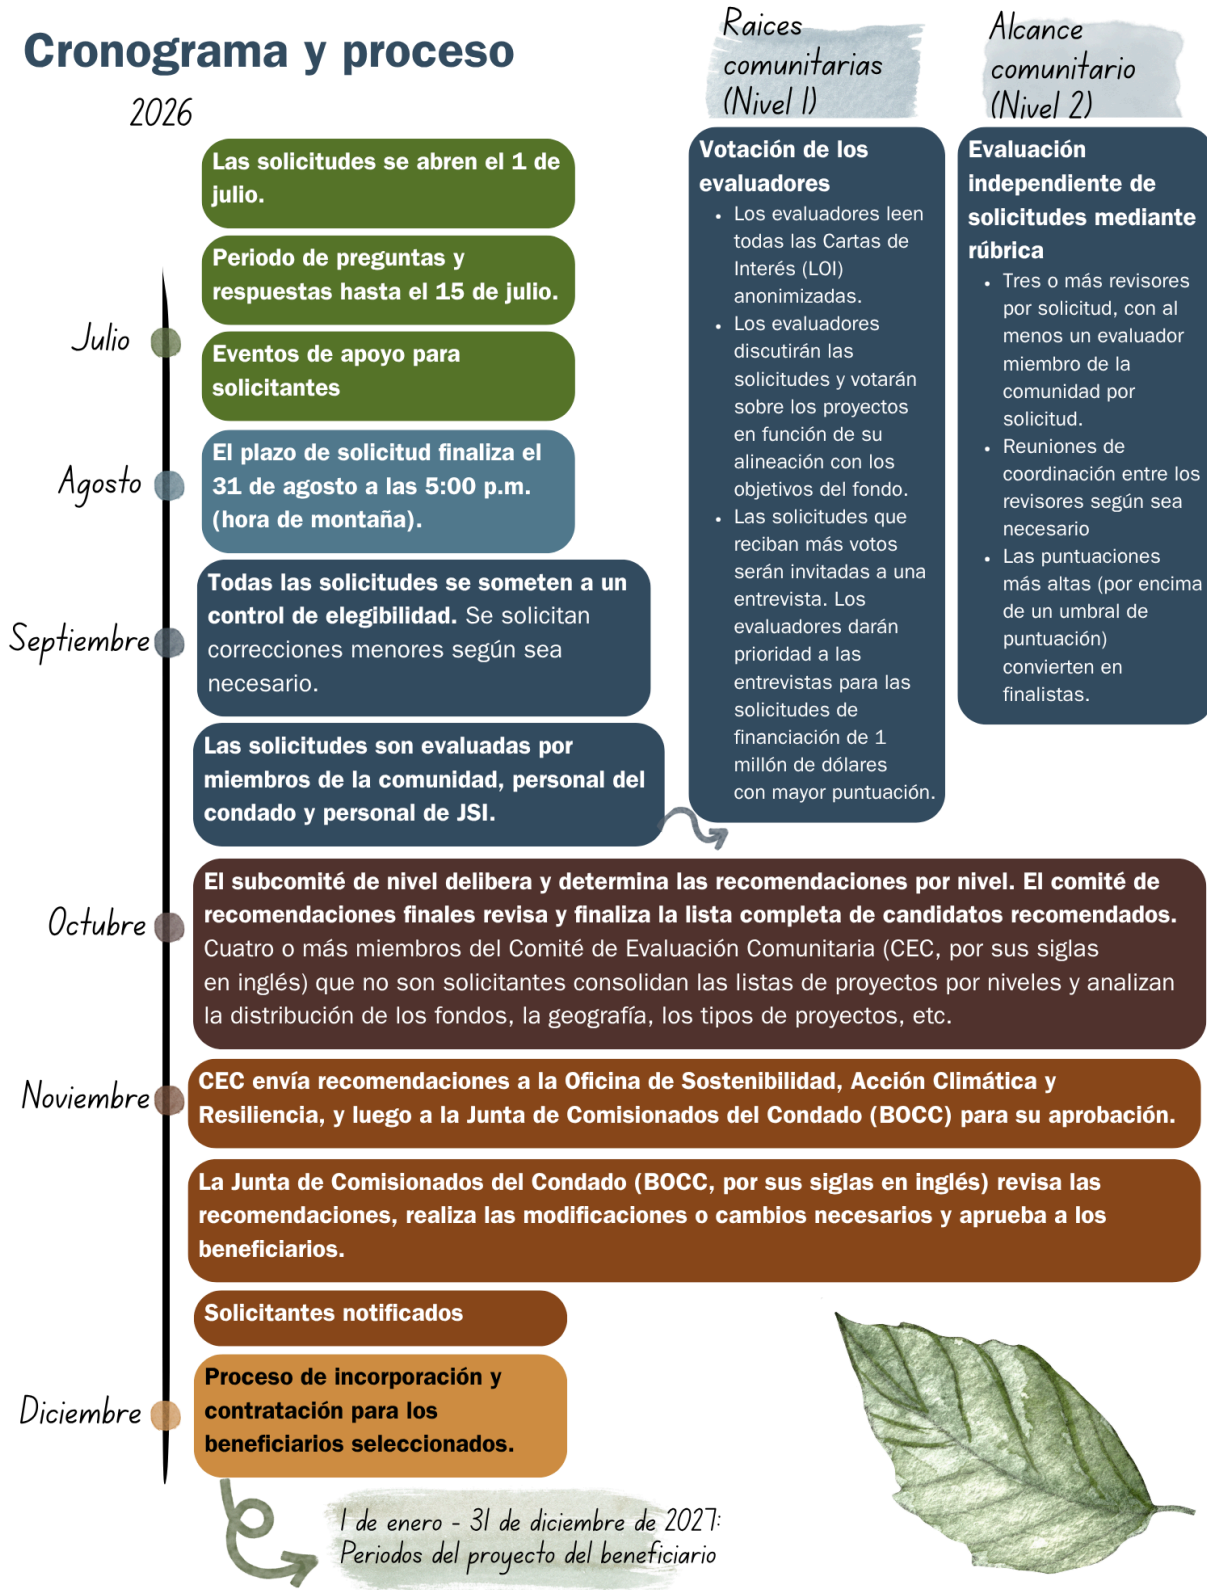 Cronograma y proceso
2026
Las solicitudes se abren el 1 de
julio.
Periodo de preguntas y
respuestas hasta el 15 de julio.
Julio
Eventos de apoyo para
solicitantes
Agosto
El plazo de solicitud finaliza el
31 de agosto a las 5:00 p.m.
(hora de montaña).
Septiembre
Todas las solicitudes se someten a un
control de elegibilidad. Se solicitan
correcciones menores según sea
necesario.
Las solicitudes son evaluadas por
miembros de la comunidad, personal del
condado y personal de JSI.
Raices
comunitarias
(Nivel 1)
Votación de los
evaluadores
• Los evaluadores leen
todas las Cartas de
Interés (LOI)
anonimizadas.
• Los evaluadores
discutirán las
solicitudes y votarán
sobre los proyectos
en función de su
alineación con los
objetivos del fondo.
• Las solicitudes que
reciban más votos
serán invitadas a una
entrevista. Los
evaluadores darán
prioridad a las
entrevistas para las
solicitudes de
financiación de 1
millón de dólares
con mayor puntuación.
Alcance
comunitario
(Nivel 2)
Evaluación
independiente de
solicitudes mediante
rúbrica
• Tres o más revisores
por solicitud, con al
menos un evaluador
miembro de la
comunidad por
solicitud.
• Reuniones de
coordinación entre los
revisores según sea
necesario
• Las puntuaciones
más altas (por encima
de un umbral de
puntuación)
convierten en
finalistas.
Octubre
El subcomité de nivel delibera y determina las recomendaciones por nivel. El comité de
recomendaciones finales revisa y finaliza la lista completa de candidatos recomendados.
Cuatro o más miembros del Comité de Evaluación Comunitaria (CEC, por sus siglas
en inglés) que no son solicitantes consolidan las listas de proyectos por niveles y analizan
la distribución de los fondos, la geografía, los tipos de proyectos, etc.
Noviembre
CEC envía recomendaciones a la Oficina de Sostenibilidad, Acción Climática y
Resiliencia, y luego a la Junta de Comisionados del Condado (BOCC) para su aprobación.
La Junta de Comisionados del Condado (BOCC, por sus siglas en inglés) revisa las
recomendaciones, realiza las modificaciones o cambios necesarios y aprueba a los
beneficiarios.
Solicitantes notificados
Diciembre
Proceso de incorporación y
contratación para los
beneficiarios seleccionados.
1 de enero - 31 de diciembre de 2027:
Periodos del proyecto del beneficiario